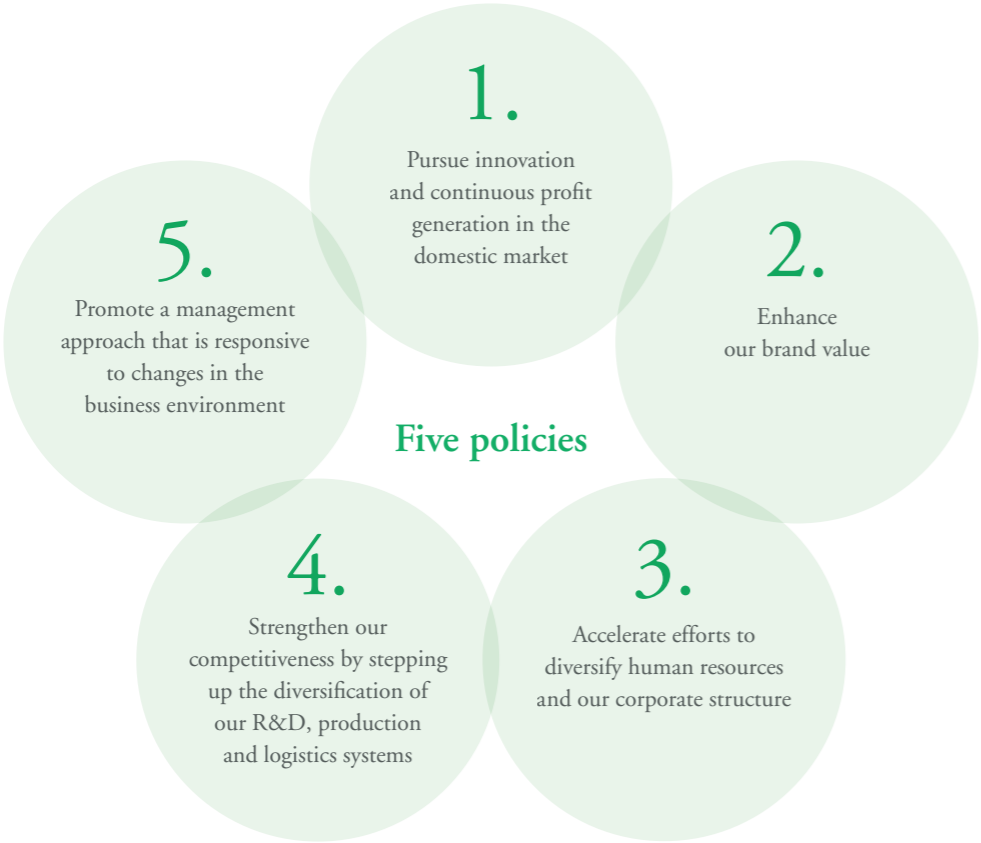 1.
Pursue innovation
and continuous profit
generation in the
domestic market
2.
Enhance
our brand value
3.
Accelerate efforts to
diversify human resources
and our corporate structure
4.
Strengthen our
competitiveness by stepping
up the diversification of
our R&D, production
and logistics systems
5.
Promote a management
approach that is responsive
to changes in the
business environment
Five policies